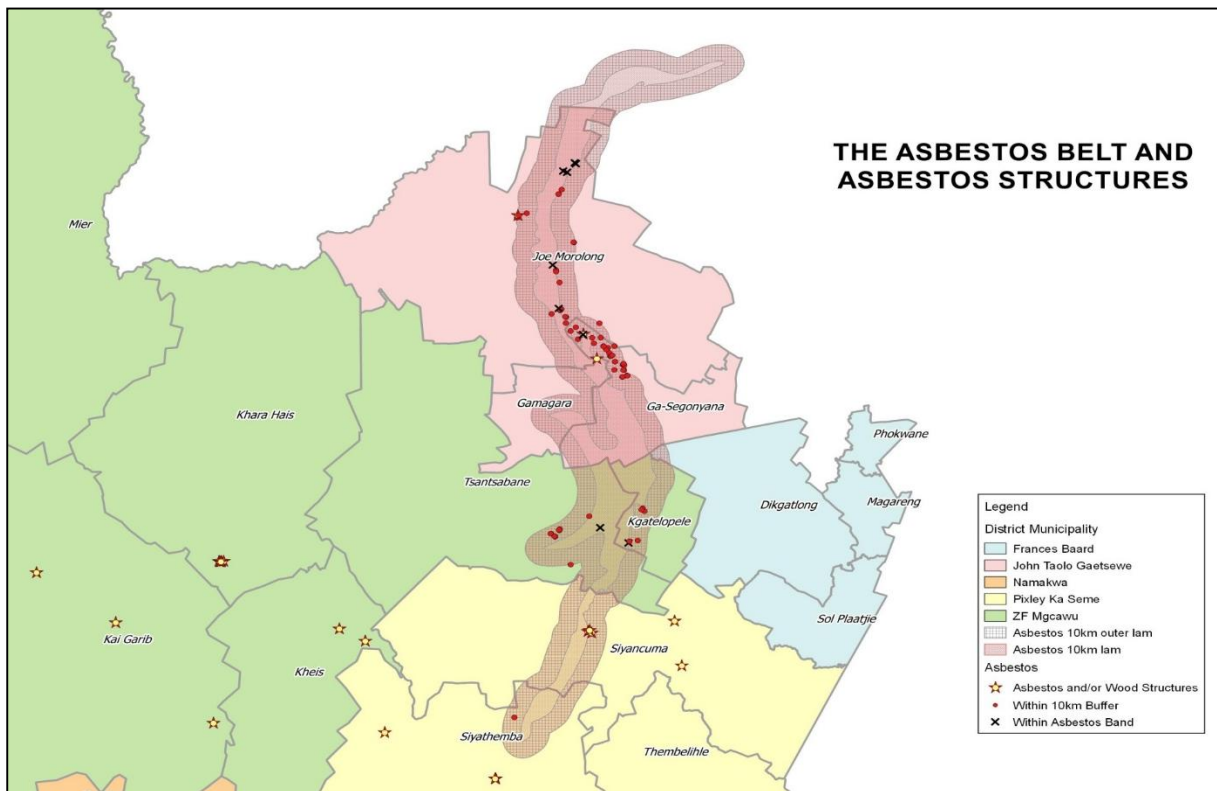 THE ASBESTOS BELT AND
ASBESTOS STRUCTURES
Mier
Joe Morolong
Khara Hais
Gamagara
Ga-Segonyana
Phokwane
Tsantsabane
Kgatelopele
Dikgatlong
Magareng
Sol Plaatjie
Kai Garib
Kheis
Siyancuma
Siyathemba
Thembelihle
Legend
District Municipality
Frances Baard
John Taolo Gaetsewe
Namakwa
Pixley Ka Seme
ZF Mgcawu
Asbestos 10km outer lam
Asbestos 10km lam
Asbestos
Asbestos and/or Wood Structures
Within 10km Buffer
Within Asbestos Band